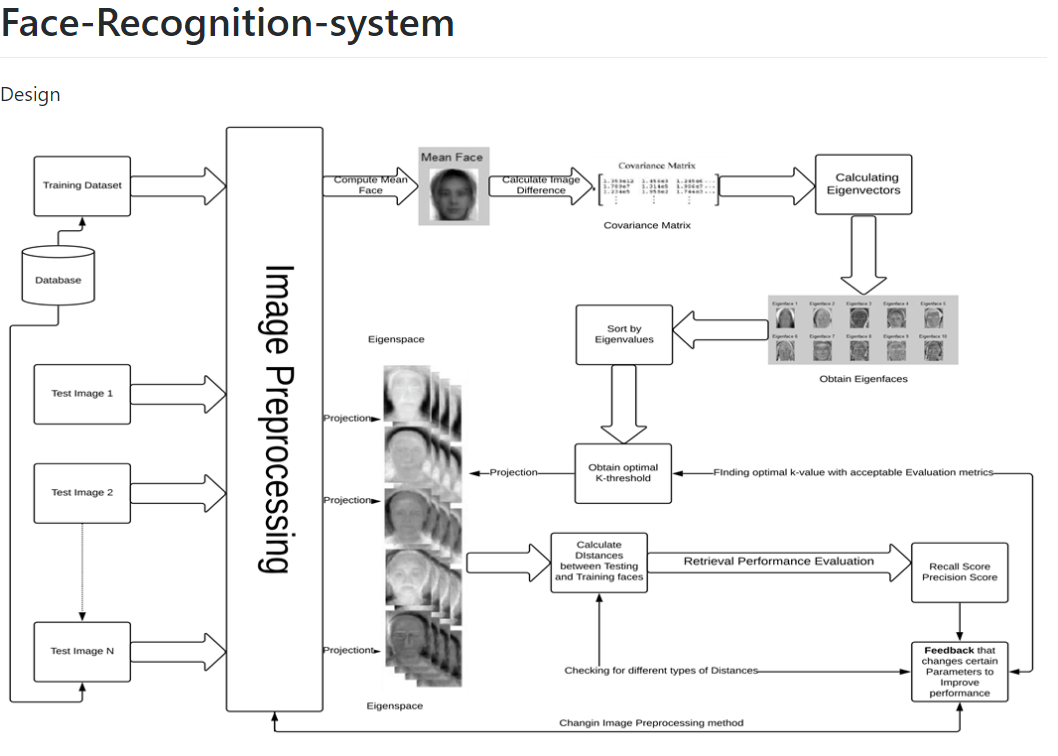 Face-Recognition-system
Design
Training Dataset
Database
Test Image 1
Test Image 2
Test Image N
Image Preprocessing
Compute Mean
Face
Mean Face
Calculate Image
Difference
Covariance Matrix
Covariance Matrix
Calculating
Eigenvectors
Eigenface 1 Eigenface 2 Eigenface 3 Eigenface 4 Eigenface 5
Eigenface 6 Eigenface 7 Eigenface 8 Eigenface 9 Eigenface 10
Obtain Eigenfaces
Sort by
Eigenvalues
Eigenspace
Projection
Projection
Projection
Eigenspace
Projection
Obtain optimal
K-threshold
FInding optimal k-value with acceptable Evaluation metrics
Calculate
DIstances
between Testing
and Training faces
Retrieval Performance Evaluation
Recall Score
Precision Score
Feedback that
changes certain
Parameters to
Improve
performance
Checking for different types of Distances
Changin Image Preprocessing method